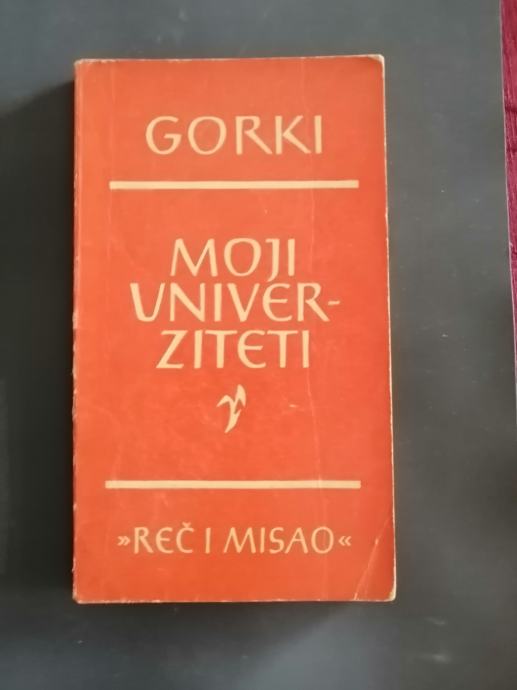 GORKI
MOJI
UNIVER-
ZITETI
»REČ I MISAO«